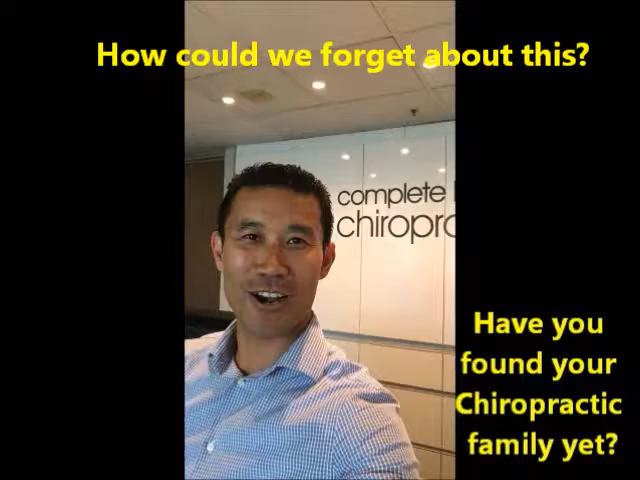 How could we forget about this?
complete
chiropr
Have you
found your
Chiropractic
family yet?